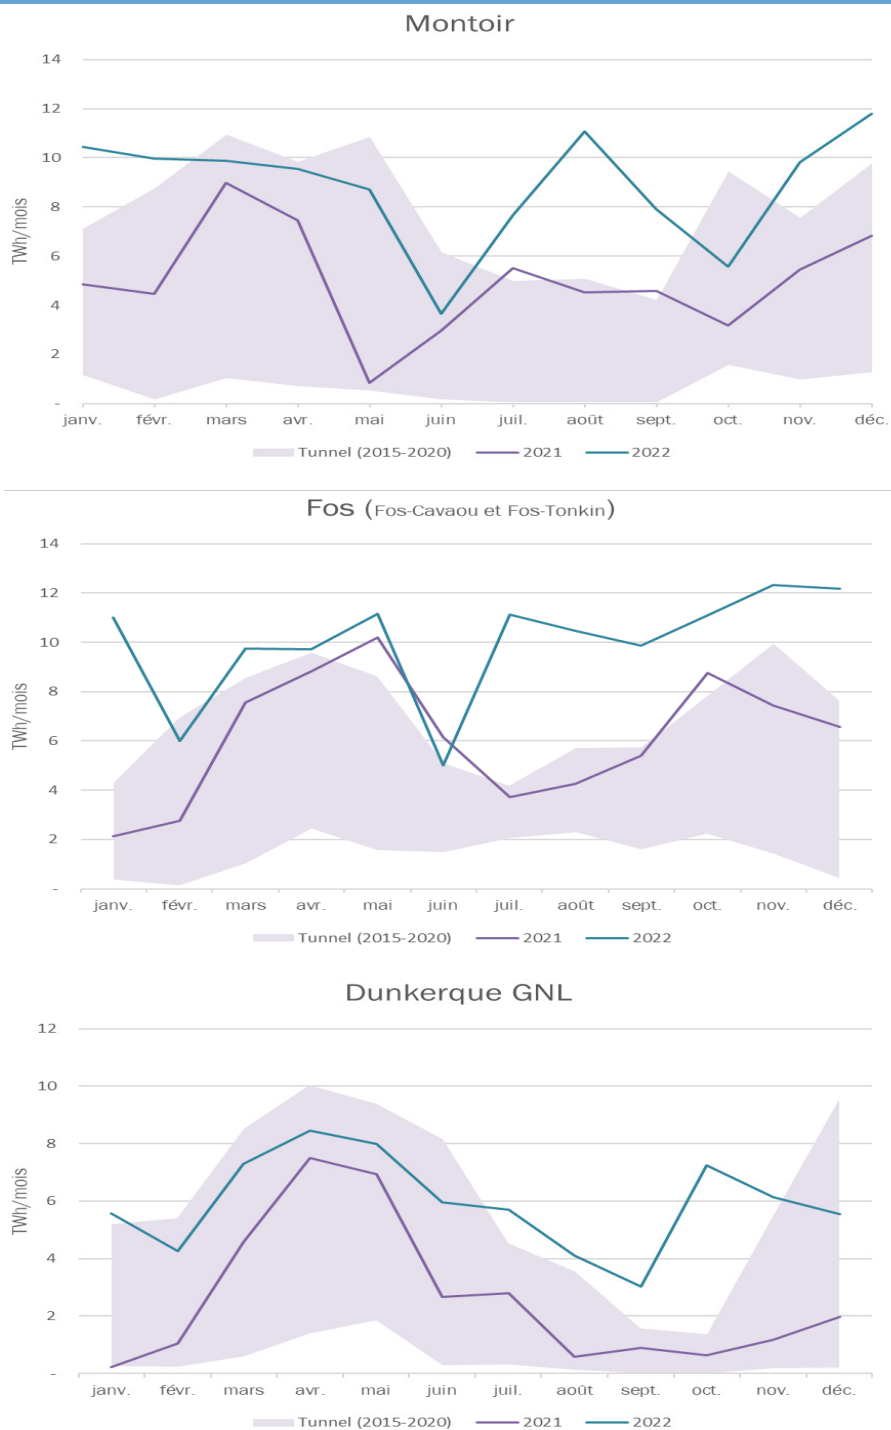 Montoir
14
12
10
8
6
4
2
-
TWh/mois
janv. févr. mars avr. mai juin juil. août sept. oct. nov. déc.
Tunnel (2015-2020) 2021 2022
Fos (Fos-Cavaou et Fos-Tonkin)
14
12
10
8
6
4
2
-
TWh/mois
janv. févr. mars avr. mai juin juil. août sept. oct. nov. déc.
Tunnel (2015-2020) 2021 2022
Dunkerque GNL
12
10
8
6
4
2
-
TWh/mois
janv. févr. mars avr. mai juin juil. août sept. oct. nov. déc.
Tunnel (2015-2020) 2021 2022